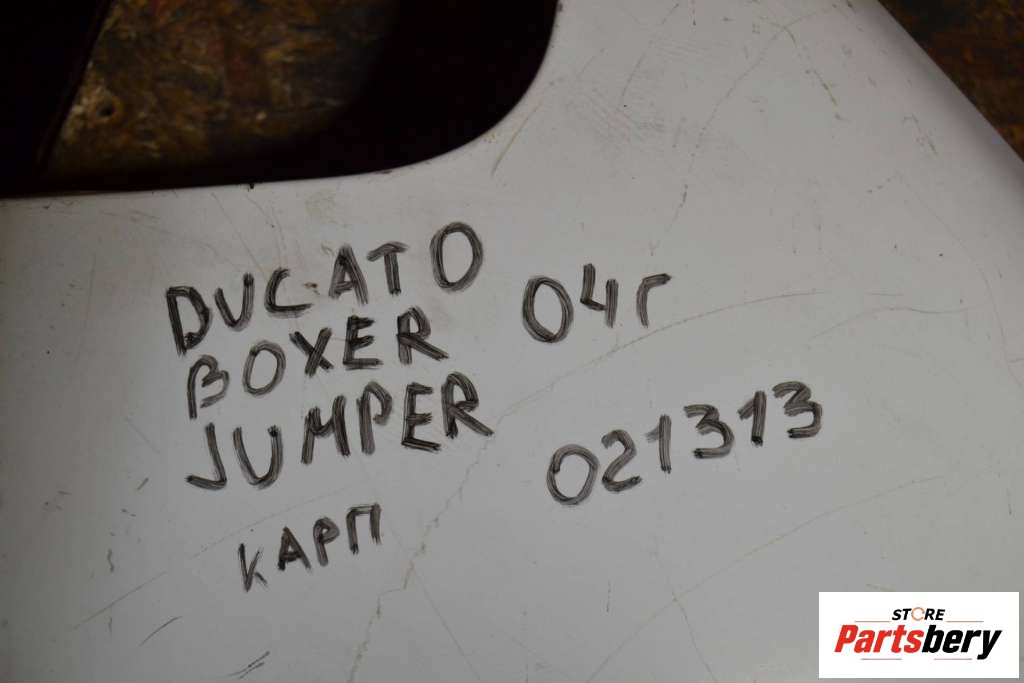 DUCATO
BOXER 04г
JUMPER
021313
КАРП
STORE
Partsbery